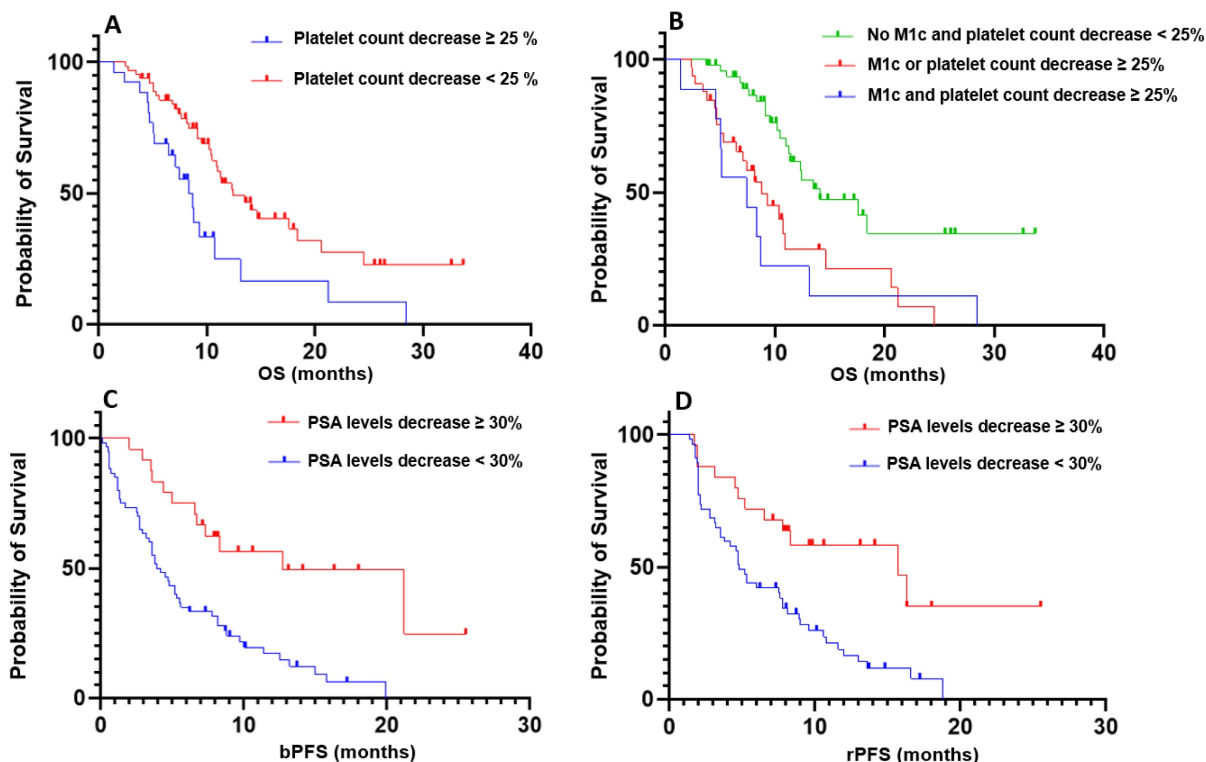 A
Platelet count decrease ≥ 25 %
Platelet count decrease < 25 %
Probability of Survival
100
50
0
0 10 20 30 40
OS (months)
B
No M1c and platelet count decrease < 25%
M1c or platelet count decrease ≥ 25%
M1c and platelet count decrease ≥ 25%
Probability of Survival
100
50
0
0 10 20 30 40
OS (months)
C
PSA levels decrease ≥ 30%
PSA levels decrease < 30%
Probability of Survival
100
50
0
0 10 20 30
bPFS (months)
D
PSA levels decrease ≥ 30%
PSA levels decrease < 30%
Probability of Survival
100
50
0
0 10 20 30
rPFS (months)